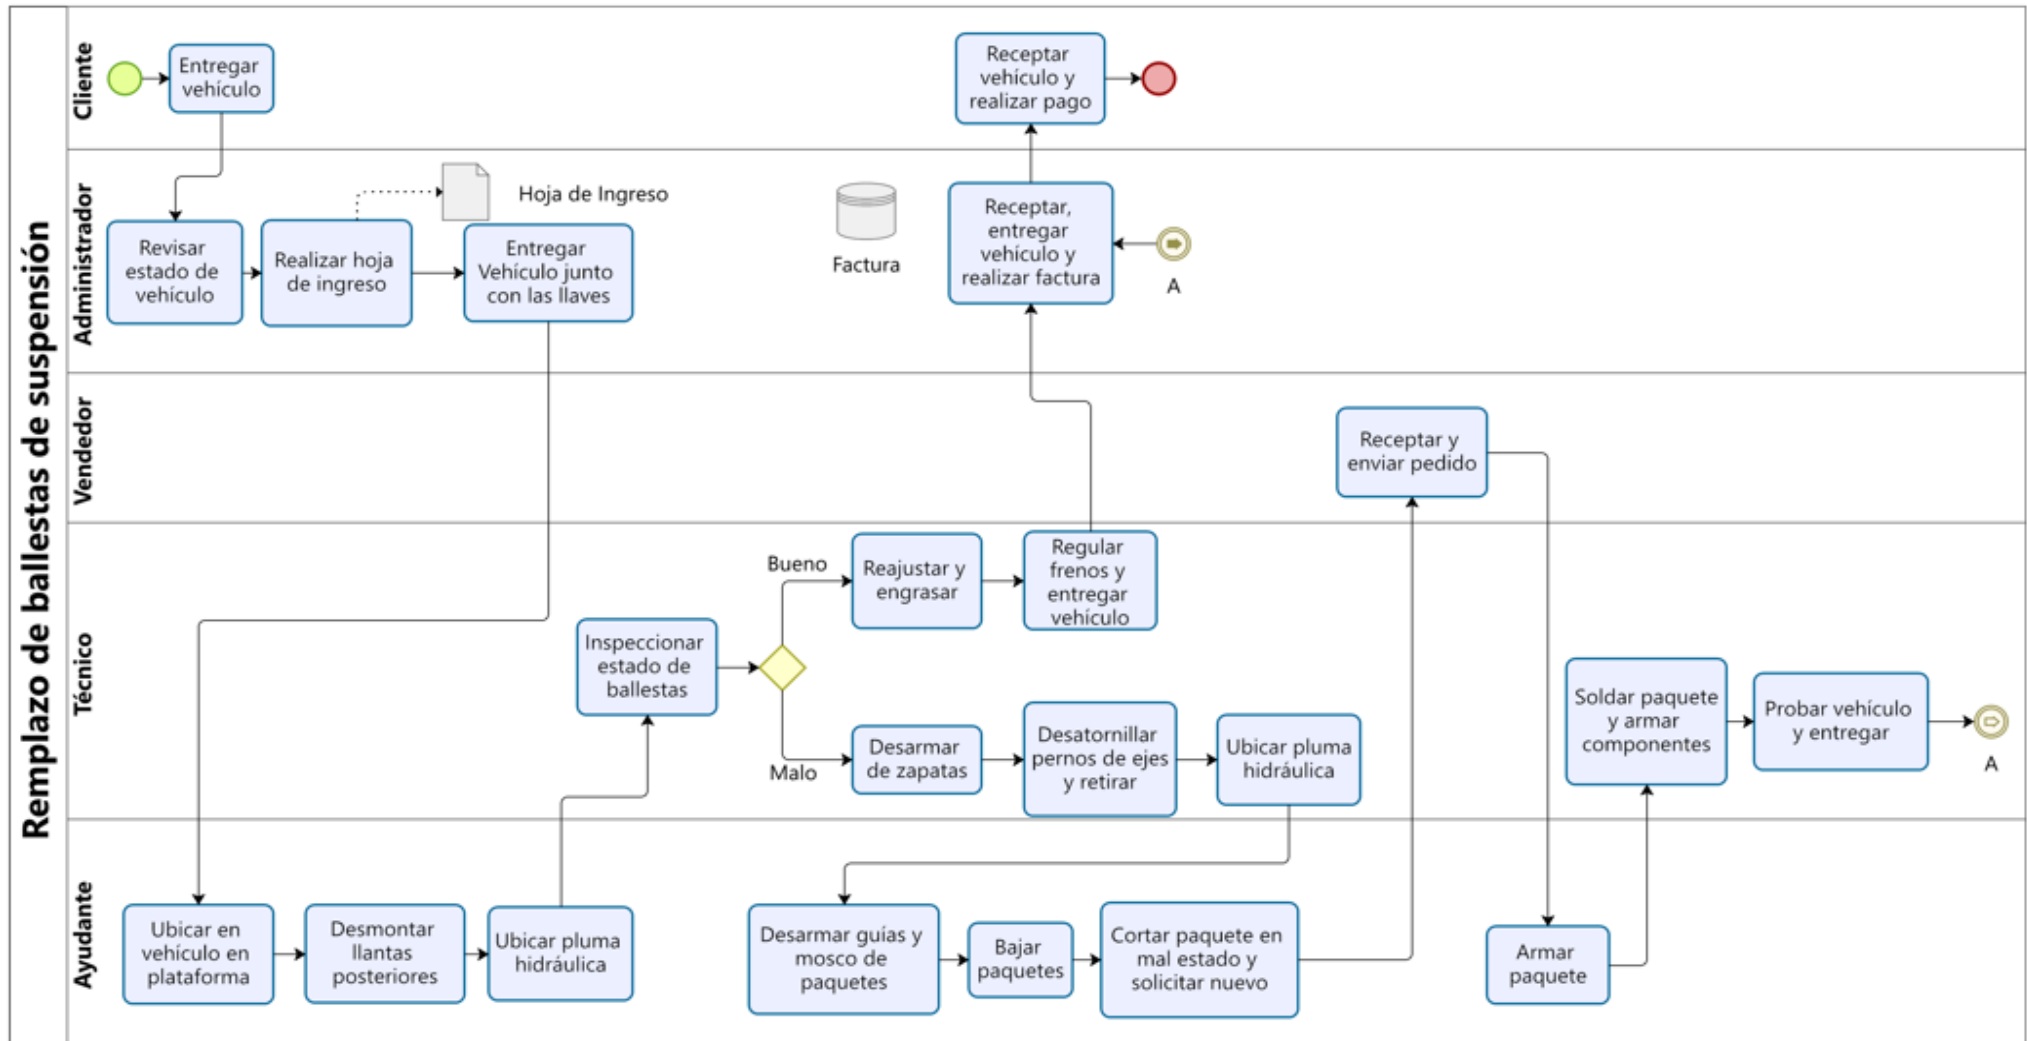 Remplazo de ballestas de suspensión
Cliente
Entregar
vehículo
Receptar
vehículo y
realizar pago
Administrador
Revisar
estado de
vehículo
Realizar hoja
de ingreso
Hoja de Ingreso
Entregar
Vehículo junto
con las llaves
Factura
Receptar,
entregar
vehículo y
realizar factura
A
Vendedor
Receptar y
enviar pedido
Técnico
Inspeccionar
estado de
ballestas
Bueno
Reajustar y
engrasar
Regular
frenos y
entregar
vehículo
Malo
Desarmar
de zapatas
Desatornillar
pernos de ejes
y retirar
Ubicar pluma
hidráulica
Soldar paquete
y armar
componentes
Probar vehículo
y entregar
A
Ayudante
Ubicar en
vehículo en
plataforma
Desmontar
llantas
posteriores
Ubicar pluma
hidráulica
Desarmar guías y
mosco de
paquetes
Bajar
paquetes
Cortar paquete en
mal estado y
solicitar nuevo
Armar
paquete